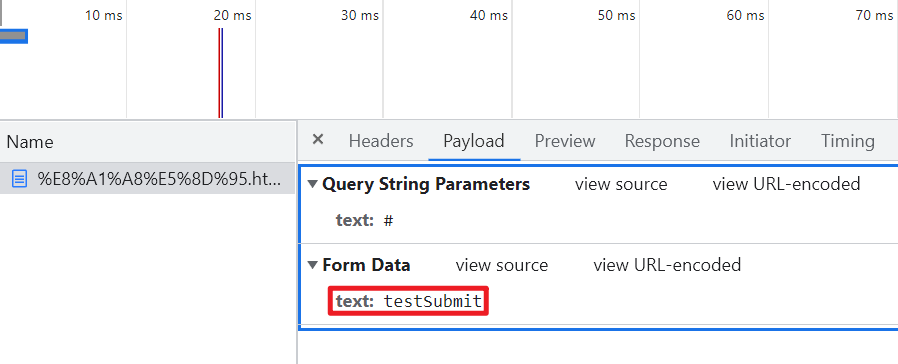 10 ms 20 ms 30 ms 40 ms 50 ms 60 ms 70 ms
Name
%E8%A1%A8%E5%8D%95.ht...
× Headers Payload Preview Response Initiator Timing
▼ Query String Parameters view source view URL-encoded
text: #
▼ Form Data view source view URL-encoded
text: testSubmit